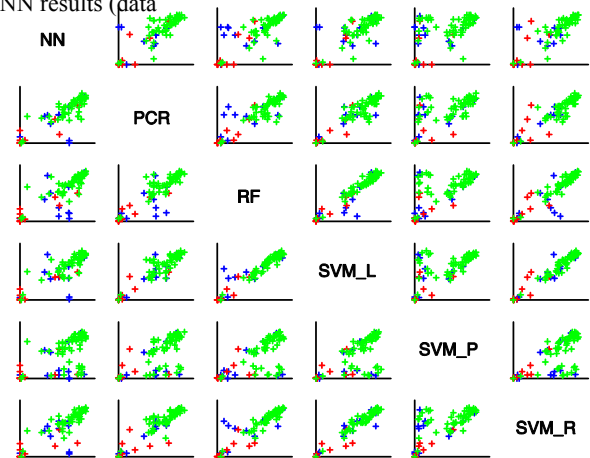 NN results (data
NN
PCR
RF
SVM_L
SVM_P
SVM_R